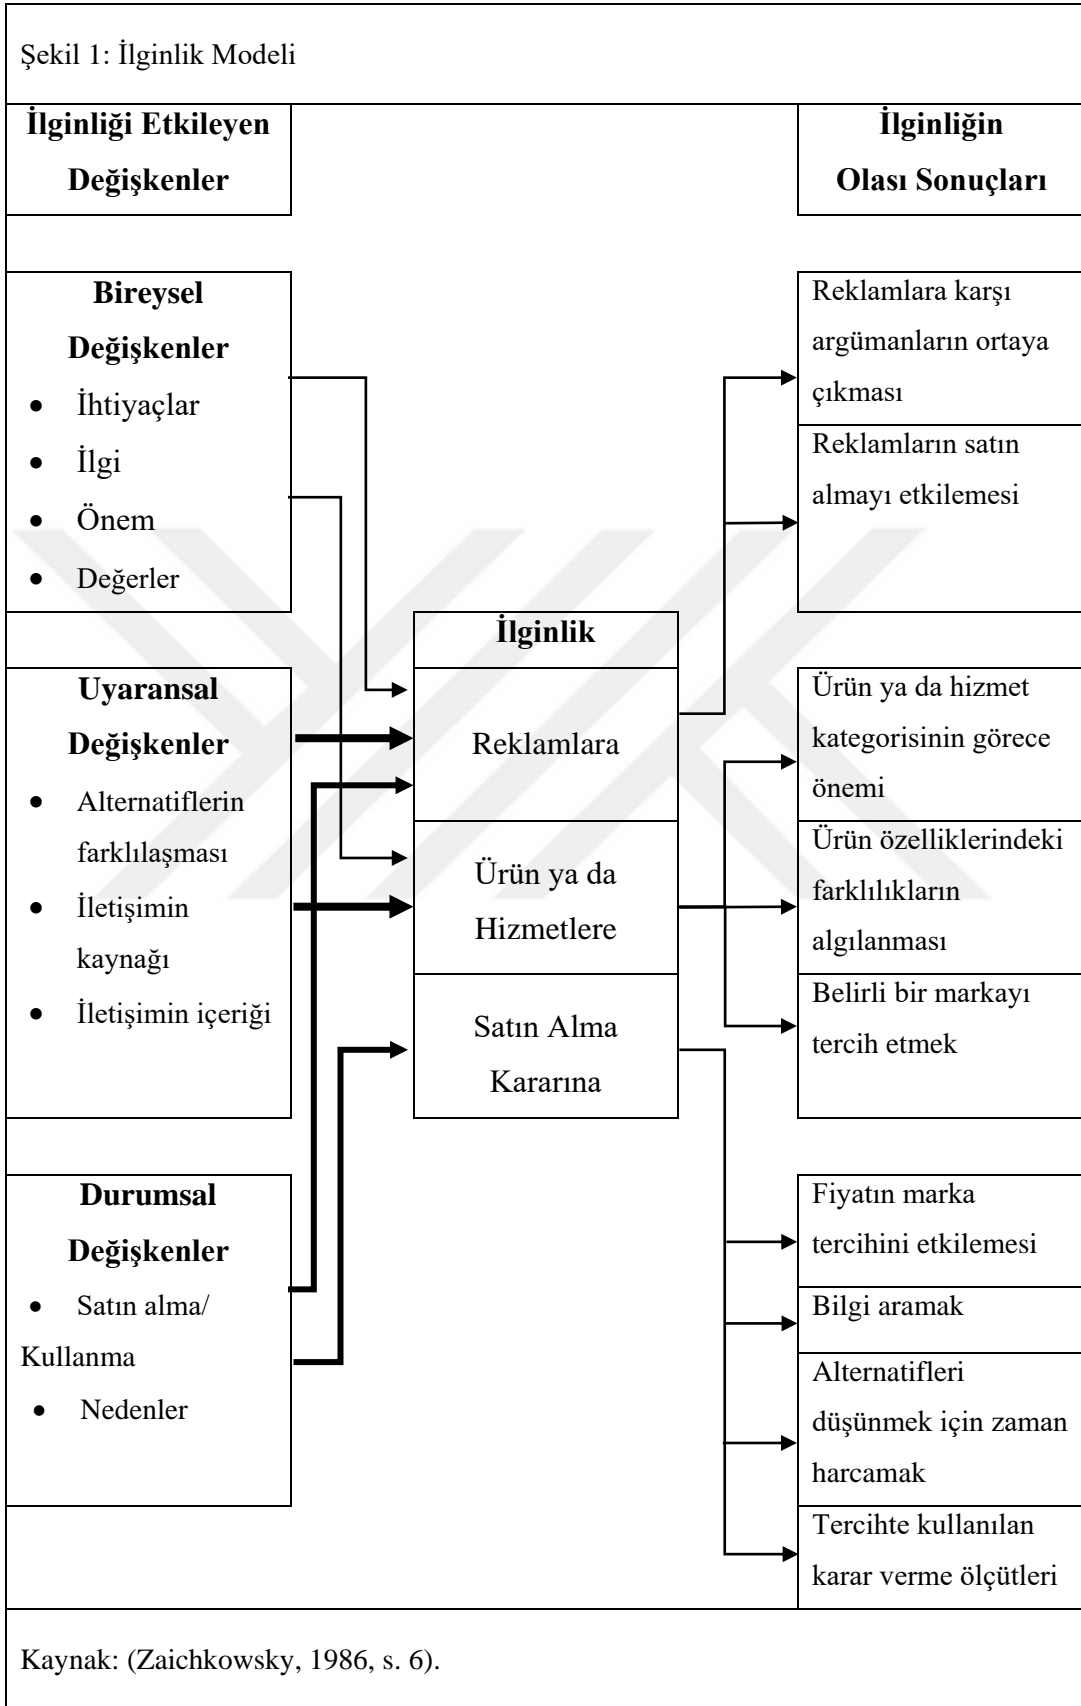 Şekil 1: İlginlik Modeli
İlginliği Etkileyen
Değişkenler
İlginliğin
Olası Sonuçları
Bireysel
Değişkenler
• İhtiyaçlar
• İlgi
• Önem
• Değerler
Uyaransal
Değişkenler
• Alternatiflerin
farklılaşması
• İletişimin
kaynağı
• İletişimin içeriği
Durumsal
Değişkenler
• Satın alma/
Kullanma
• Nedenler
İlginlik
Reklamlara
Ürün ya da
Hizmetlere
Satın Alma
Kararına
Reklamlara karşı
argümanların ortaya
çıkması
Reklamların satın
almayı etkilemesi
Ürün ya da hizmet
kategorisinin görece
önemi
Ürün özelliklerindeki
farklılıkların
algılanması
Belirli bir markayı
tercih etmek
Fiyatın marka
tercihini etkilemesi
Bilgi aramak
Alternatifleri
düşünmek için zaman
harcamak
Tercihte kullanılan
karar verme ölçütleri
Kaynak: (Zaichkowsky, 1986, s. 6).